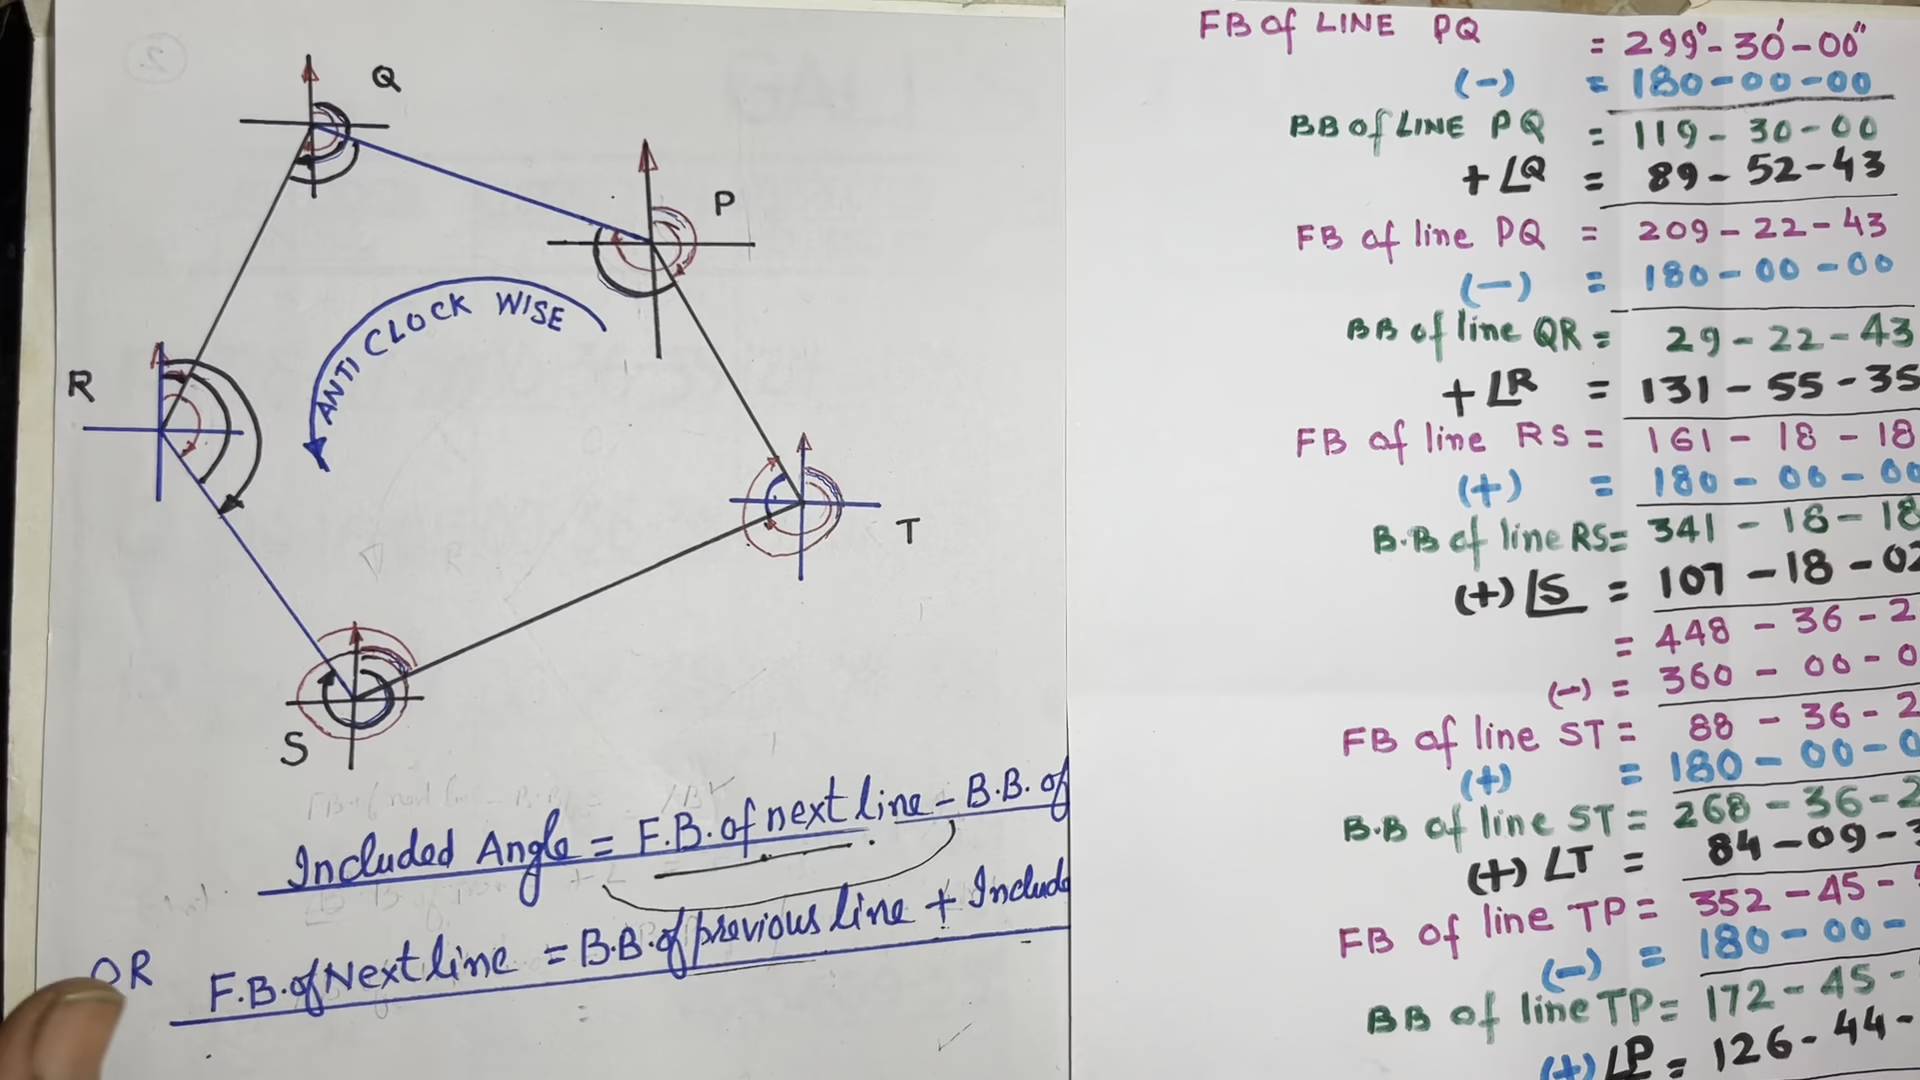 Q
P
ANTI CLOCK WISE
R
T
S
Included Angle = F.B. of next line - B.B. of
OR F.B. of Next line = B.B. of previous line + Includ
FB of LINE PQ = 299°-30'-00"
(-) = 180-00-00
BB of LINE PQ = 119-30-00
+∠Q = 89-52-43
FB of line PQ = 209-22-43
(-) = 180-00-00
BB of line QR = 29-22-43
+∠R = 131-55-35
FB of line RS = 161-18-18
(+) = 180-00-00
B.B of line RS = 341-18-18
(+)∠S = 107-18-02
= 448-36-2
(-) = 360-00-0
FB of line ST = 88-36-2
(+) = 180-00-0
B.B of line ST = 268-36-2
(+) ∠T = 84-09-3
FB of line TP = 352-45-
(-) = 180-00-
BB of line TP = 172-45-
(+) ∠P = 126-44-